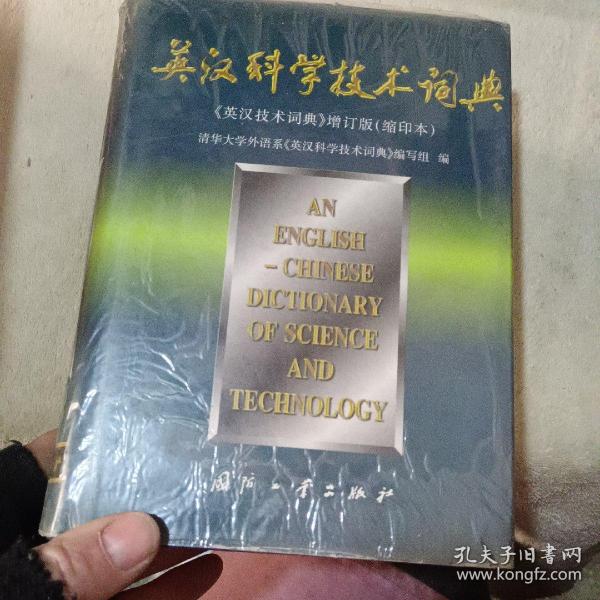 英汉科学技术词典
《英汉技术词典》增订版(缩印本)
清华大学外语系《英汉科学技术词典》编写组 编
AN
ENGLISH
- CHINESE
DICTIONARY
OF SCIENCE
AND
TECHNOLOGY
国防工业出版社
孔夫子旧书网
www.kongfz.com